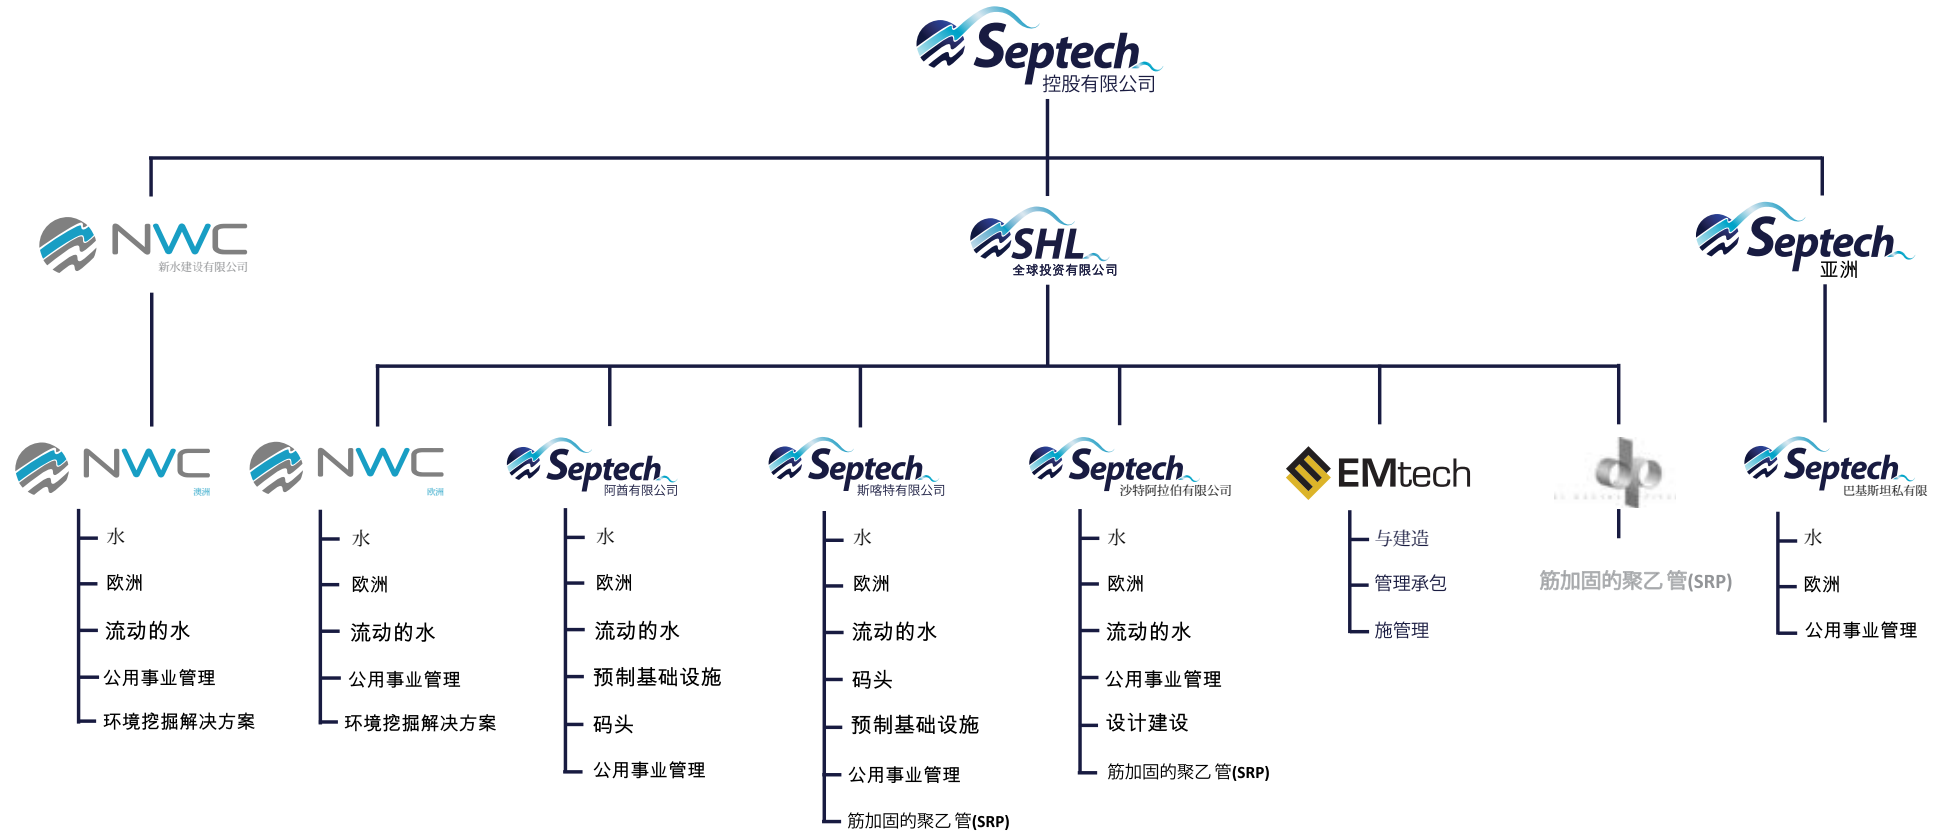 Septech
控股有限公司
NWC
新水建设有限公司
SHL
全球投资有限公司
Septech
亚洲
NWC
澳洲
水
欧洲
流动的水
公用事业管理
环境挖掘解决方案
NWC
欧洲
水
欧洲
流动的水
公用事业管理
环境挖掘解决方案
Septech
阿酋有限公司
水
欧洲
流动的水
预制基础设施
码头
公用事业管理
Septech
斯喀特有限公司
水
欧洲
流动的水
码头
预制基础设施
公用事业管理
筋加固的聚乙 管(SRP)
Septech
沙特阿拉伯有限公司
水
欧洲
流动的水
公用事业管理
设计建设
筋加固的聚乙 管(SRP)
EMtech
与建造
管理承包
施管理
dp
筋加固的聚乙 管(SRP)
Septech
巴基斯坦私有限
水
欧洲
公用事业管理